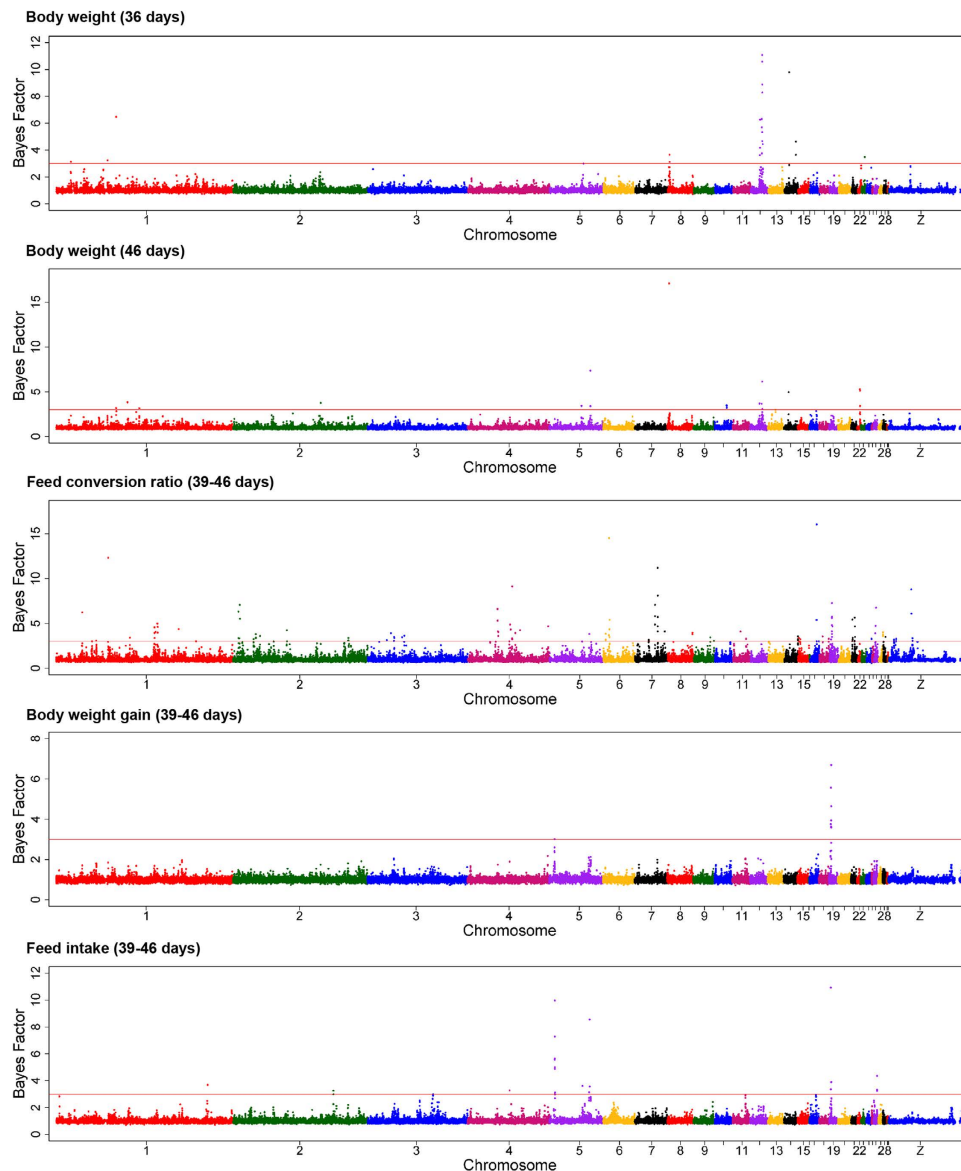 Body weight (36 days)
Bayes Factor
0 2 4 6 8 10 12
1 2 3 4 5 6 7 8 9 11 13 15 19 22 28 Z
Chromosome
Body weight (46 days)
Bayes Factor
0 5 10 15
1 2 3 4 5 6 7 8 9 11 13 15 19 22 28 Z
Chromosome
Feed conversion ratio (39-46 days)
Bayes Factor
0 5 10 15
1 2 3 4 5 6 7 8 9 11 13 15 19 22 28 Z
Chromosome
Body weight gain (39-46 days)
Bayes Factor
0 2 4 6 8
1 2 3 4 5 6 7 8 9 11 13 15 19 22 28 Z
Chromosome
Feed intake (39-46 days)
Bayes Factor
0 2 4 6 8 10 12
1 2 3 4 5 6 7 8 9 11 13 15 19 22 28 Z
Chromosome